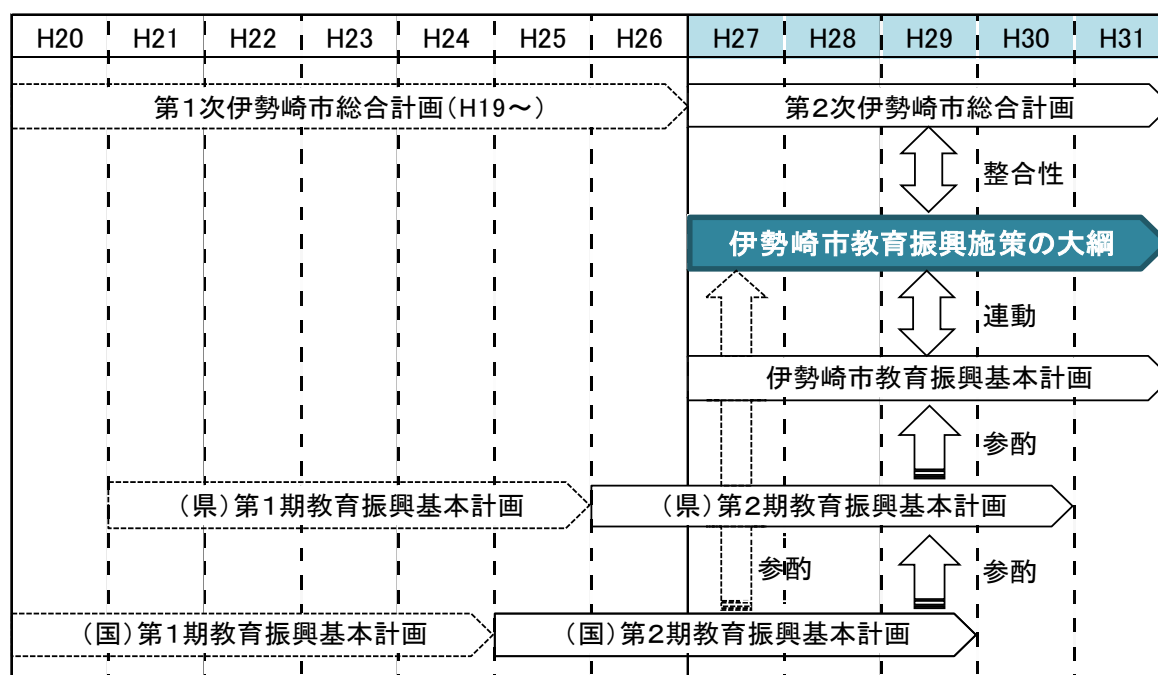 H20 H21 H22 H23 H24 H25 H26 H27 H28 H29 H30 H31
第1次伊勢崎市総合計画(H19~) 第2次伊勢崎市総合計画
整合性
伊勢崎市教育振興施策の大綱
連動
伊勢崎市教育振興基本計画
参酌
(県)第1期教育振興基本計画 (県)第2期教育振興基本計画
参酌 参酌
(国)第1期教育振興基本計画 (国)第2期教育振興基本計画